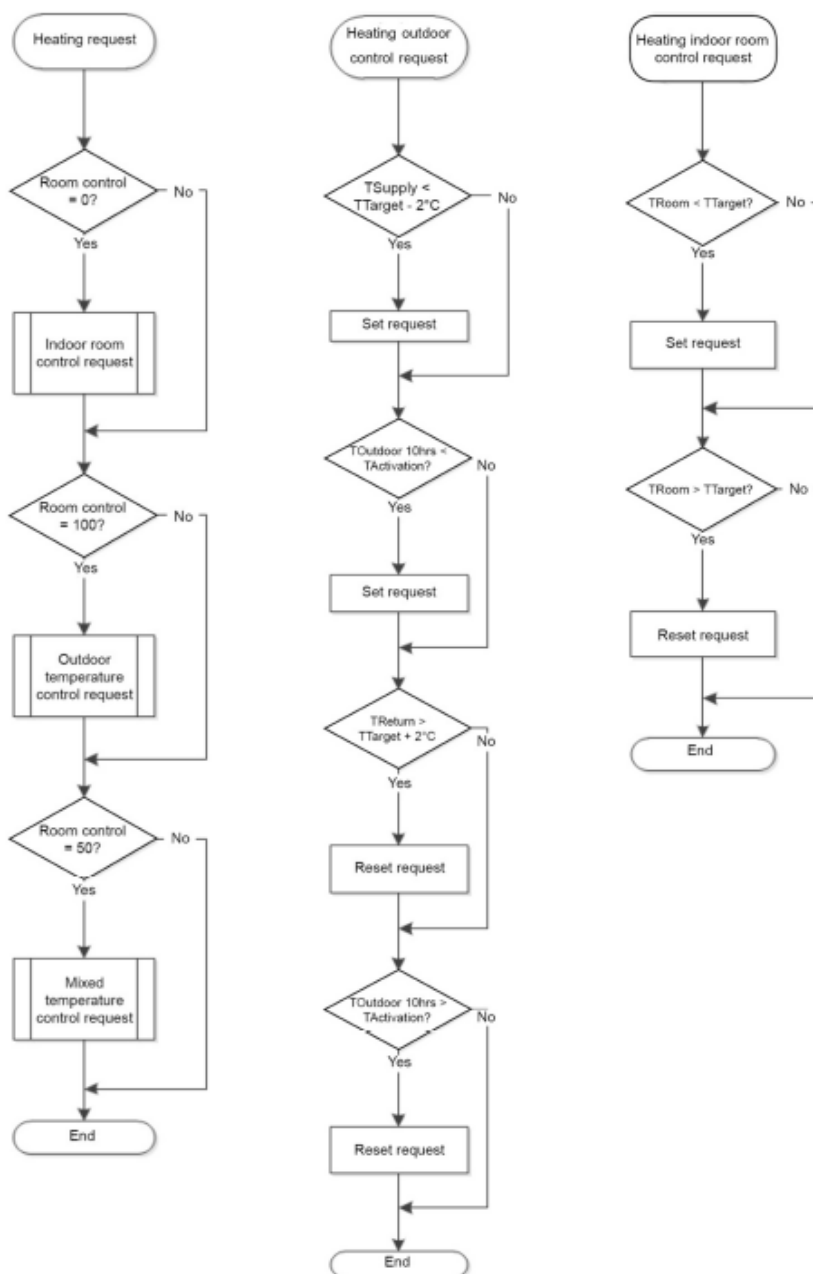 Heating request
Room control
= 0?
No
Yes
Indoor room
control request
Room control
= 100?
No
Yes
Outdoor
temperature
control request
Room control
= 50?
No
Yes
Mixed
temperature
control request
End
Heating outdoor
control request
TSupply <
TTarget - 2°C
No
Yes
Set request
TOutdoor 10hrs <
TActivation?
No
Yes
Set request
TReturn >
TTarget + 2°C
No
Yes
Reset request
TOutdoor 10hrs >
TActivation?
No
Yes
Reset request
End
Heating indoor room
control request
TRoom < TTarget?
No
Yes
Set request
TRoom > TTarget?
No
Yes
Reset request
End